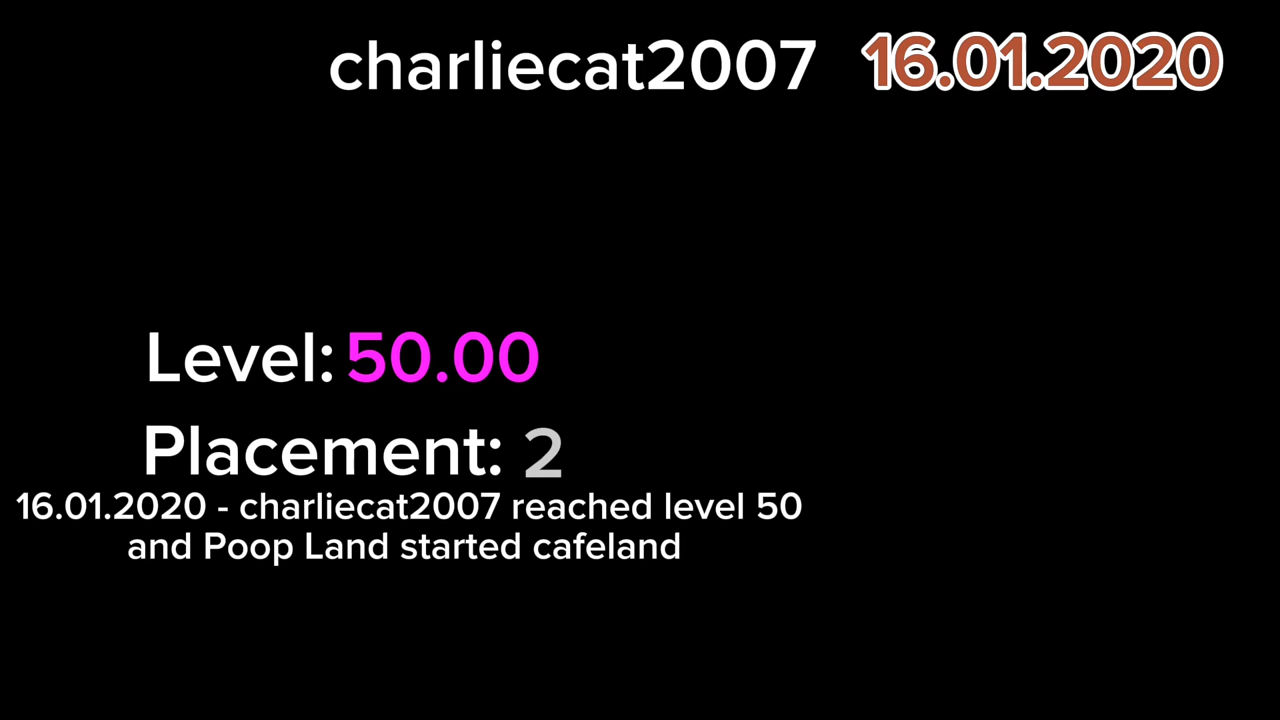 charliecat2007 16.01.2020
Level: 50.00
Placement: 2
16.01.2020 - charliecat2007 reached level 50
and Poop Land started cafeland